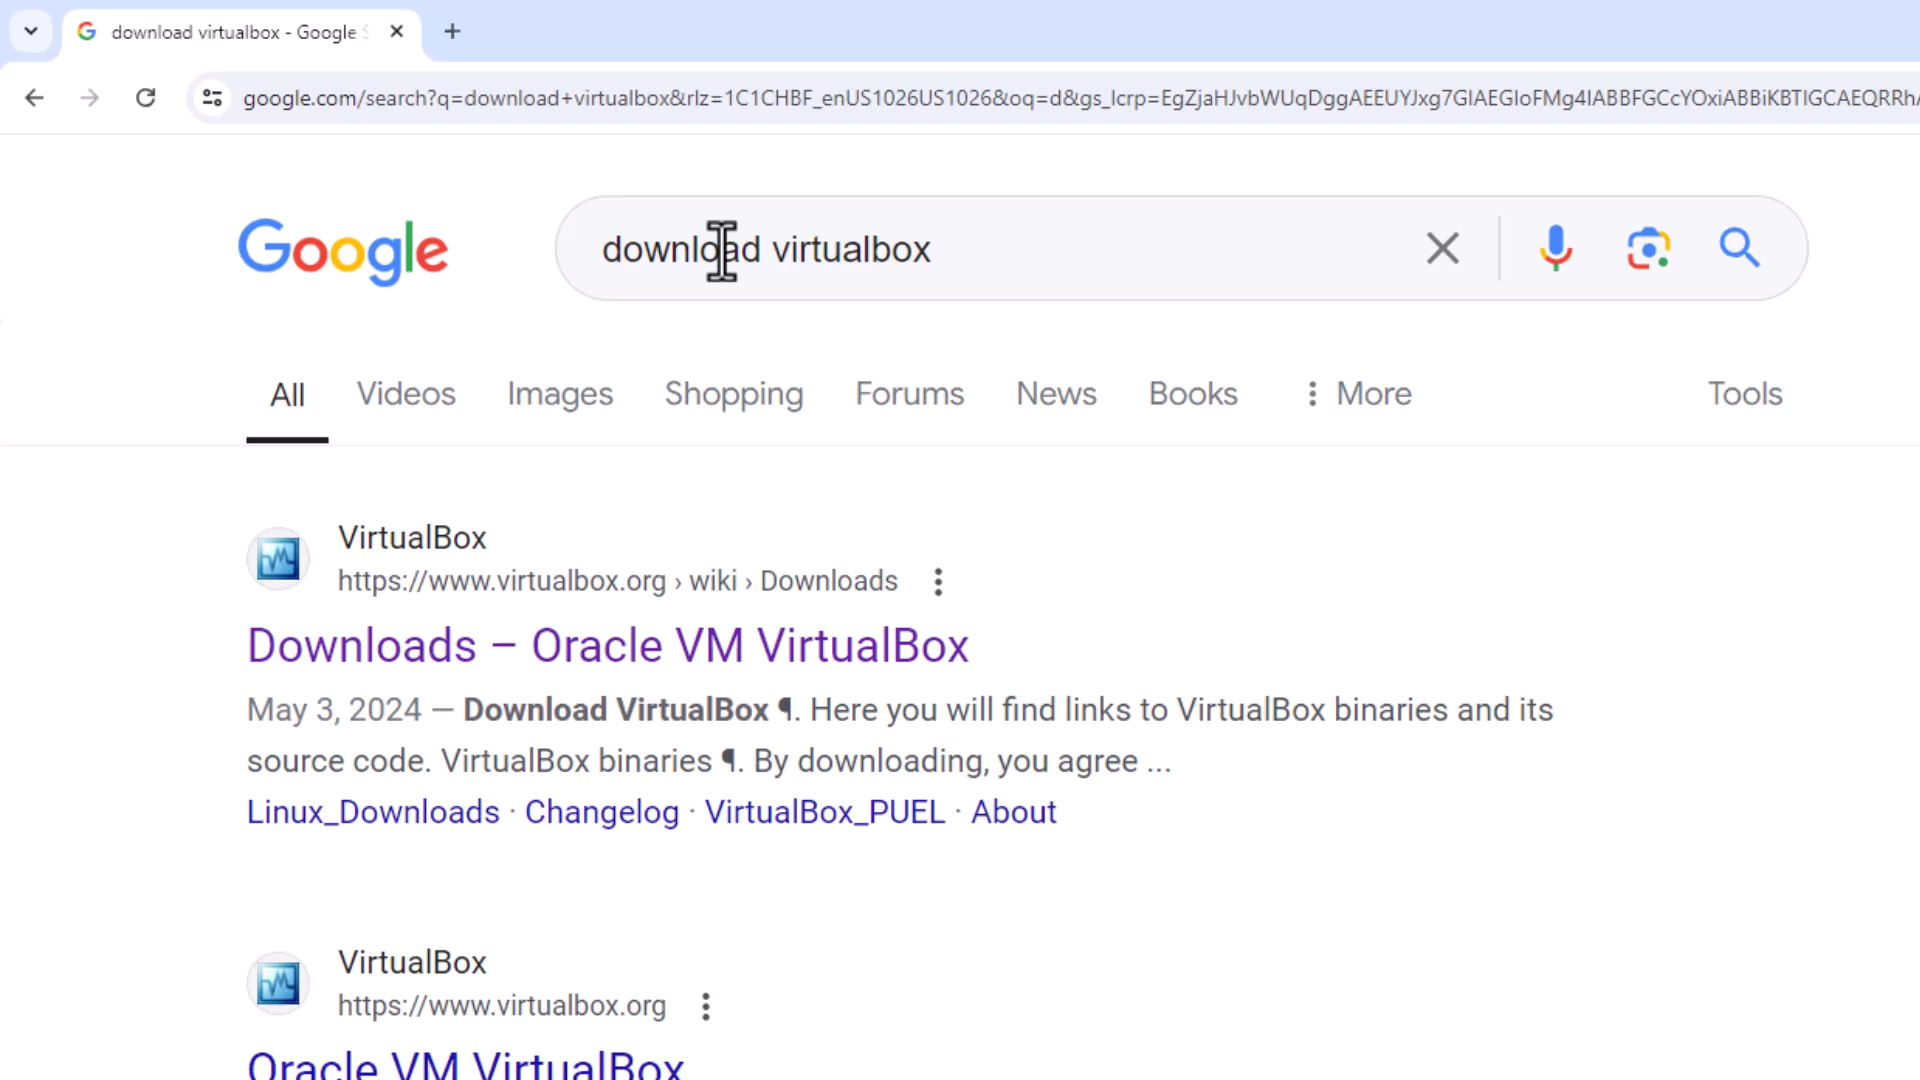 download virtualbox - Google S
google.com/search?q=download+virtualbox&rlz=1C1CHBF_enUS1026US1026&oq=d&gs_lcrp=EgZjaHJvbWUqDggAEEUYJxg7GIAEGIoFMg4IABBFGCcYOxiABBiKBTIGCAEQRRh
Google
download virtualbox
All Videos Images Shopping Forums News Books More Tools
VirtualBox
https://www.virtualbox.org › wiki › Downloads
Downloads – Oracle VM VirtualBox
May 3, 2024 — Download VirtualBox ¶. Here you will find links to VirtualBox binaries and its
source code. VirtualBox binaries ¶. By downloading, you agree ...
Linux_Downloads · Changelog · VirtualBox_PUEL · About
VirtualBox
https://www.virtualbox.org
Oracle VM VirtualBox